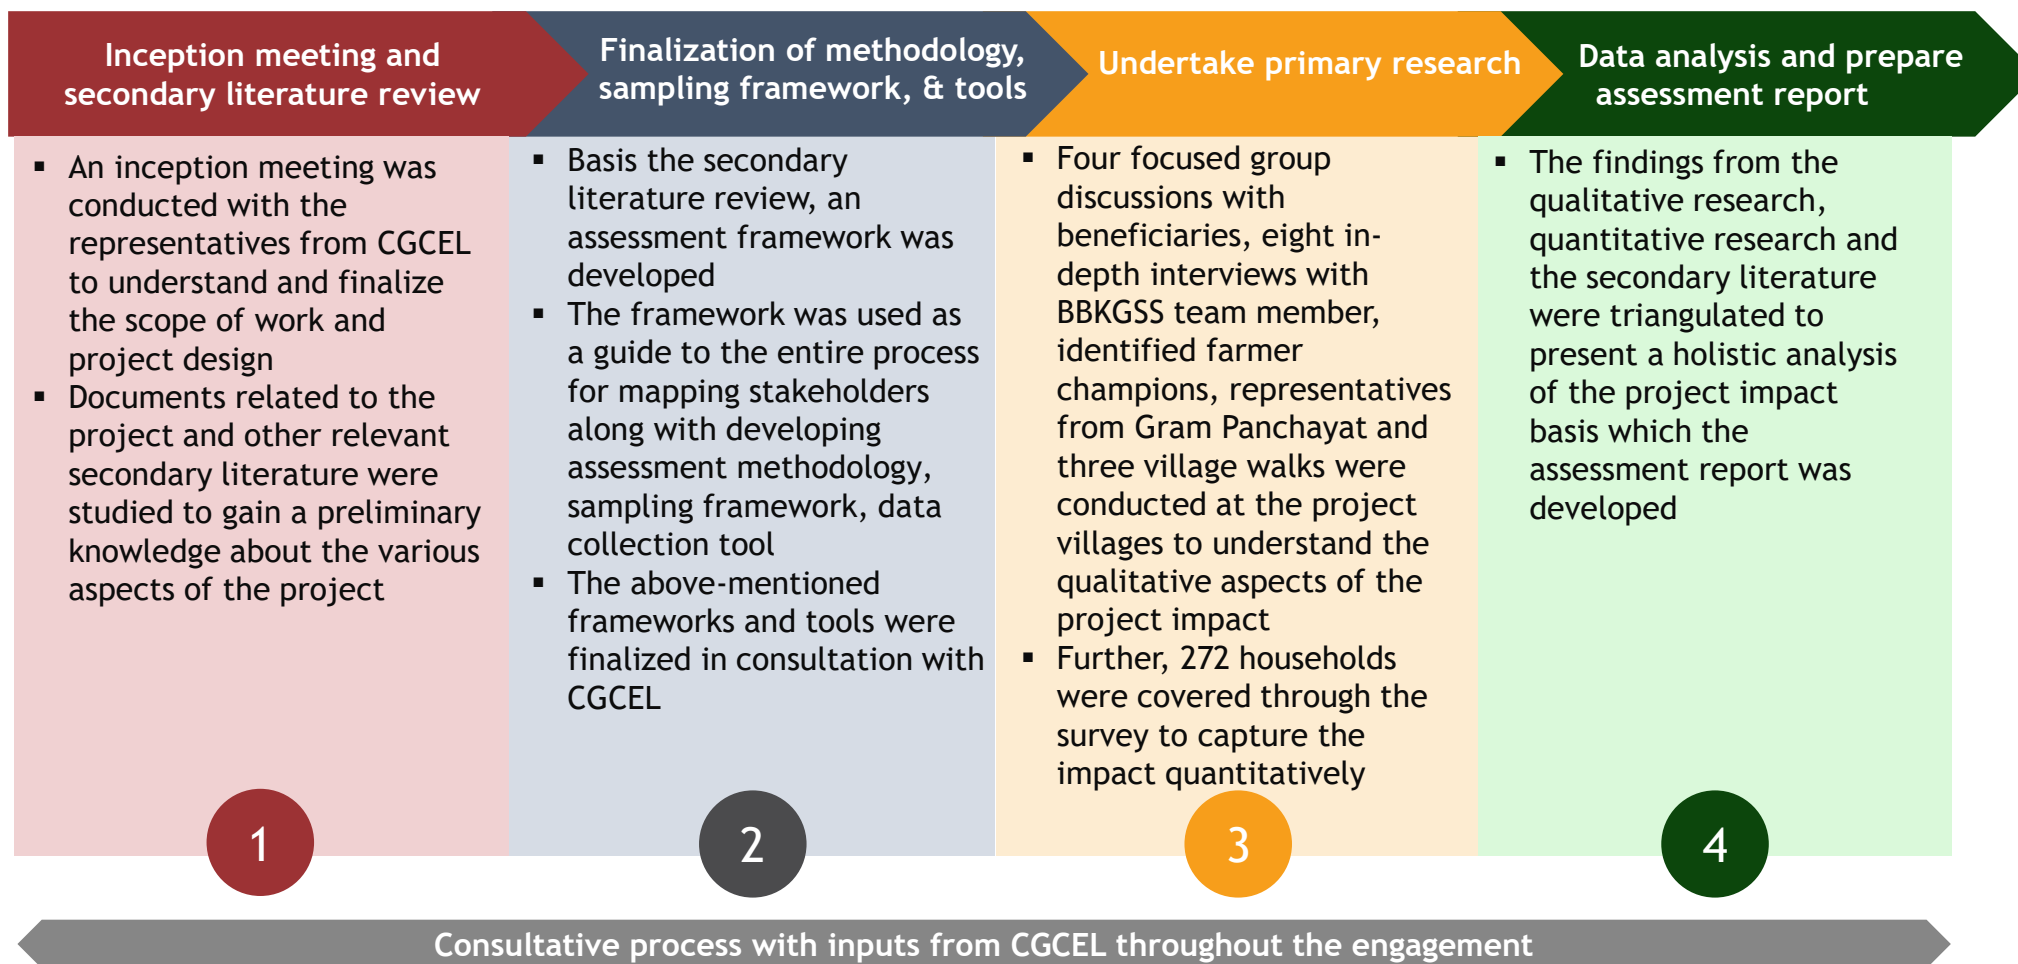 Inception meeting and
secondary literature review
▪ An inception meeting was
conducted with the
representatives from CGCEL
to understand and finalize
the scope of work and
project design
▪ Documents related to the
project and other relevant
secondary literature were
studied to gain a preliminary
knowledge about the various
aspects of the project
1
Finalization of methodology,
sampling framework, & tools
▪ Basis the secondary
literature review, an
assessment framework was
developed
▪ The framework was used as
a guide to the entire process
for mapping stakeholders
along with developing
assessment methodology,
sampling framework, data
collection tool
▪ The above-mentioned
frameworks and tools were
finalized in consultation with
CGCEL
2
Undertake primary research
▪ Four focused group
discussions with
beneficiaries, eight in-
depth interviews with
BBKGSS team member,
identified farmer
champions, representatives
from Gram Panchayat and
three village walks were
conducted at the project
villages to understand the
qualitative aspects of the
project impact
▪ Further, 272 households
were covered through the
survey to capture the
impact quantitatively
3
Data analysis and prepare
assessment report
▪ The findings from the
qualitative research,
quantitative research and
the secondary literature
were triangulated to
present a holistic analysis
of the project impact
basis which the
assessment report was
developed
4
Consultative process with inputs from CGCEL throughout the engagement